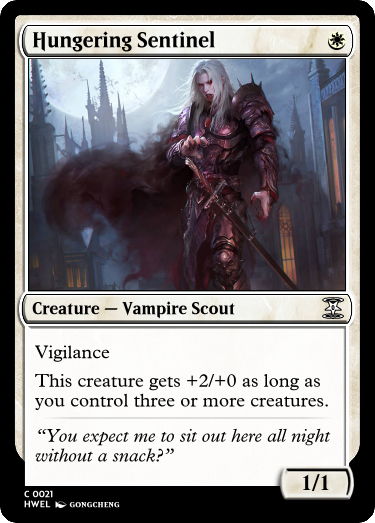 Hungering Sentinel
Creature — Vampire Scout
Vigilance
This creature gets +2/+0 as long as
you control three or more creatures.
“You expect me to sit out here all night
without a snack?”
1/1
C 0021
HWEL GONGCHENG